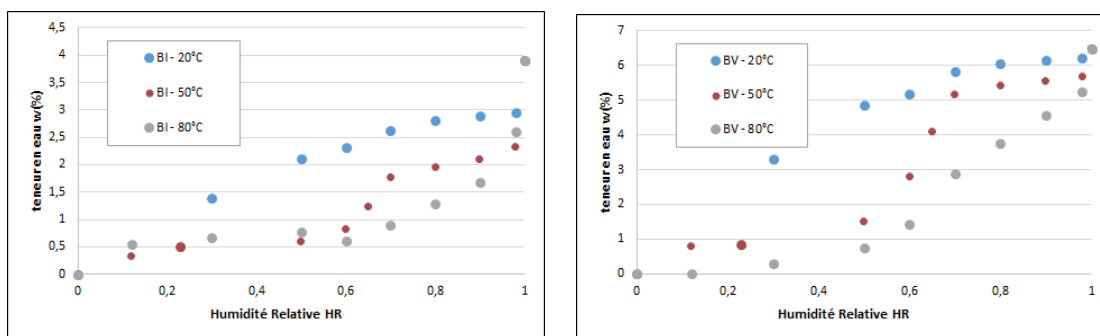 4,5
4
3,5
3
2,5
2
1,5
1
0,5
0
teneur en eau w(%)
BI - 20°C
BI - 50°C
BI - 80°C
0 0,2 0,4 0,6 0,8 1
Humidité Relative HR
7
6
5
4
3
2
1
0
teneur en eau w(%)
BV - 20°C
BV - 50°C
BV - 80°C
0 0,2 0,4 0,6 0,8 1
Humidité Relative HR